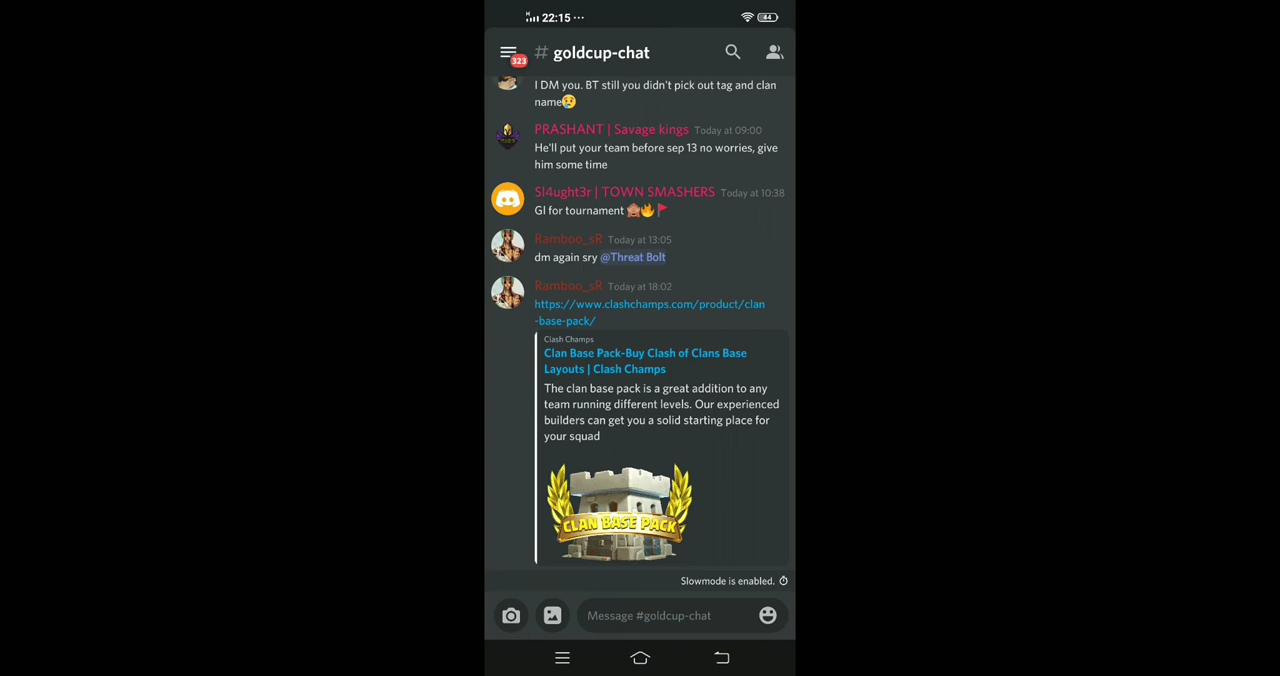 22:15 ...
44
323
# goldcup-chat
I DM you. BT still you didn't pick out tag and clan
name😢
PRASHANT | Savage kings Today at 09:00
He'll put your team before sep 13 no worries, give
him some time
Sl4ught3r | TOWN SMASHERS Today at 10:38
Gl for tournament 🙈🔥🚩
Ramboo_sR Today at 13:05
dm again sry @Threat Bolt
Ramboo_sR Today at 18:02
https://www.clashchamps.com/product/clan
-base-pack/
Clash Champs
Clan Base Pack-Buy Clash of Clans Base
Layouts | Clash Champs
The clan base pack is a great addition to any
team running different levels. Our experienced
builders can get you a solid starting place for
your squad
CLAN BASE PACK
Slowmode is enabled.
Message #goldcup-chat